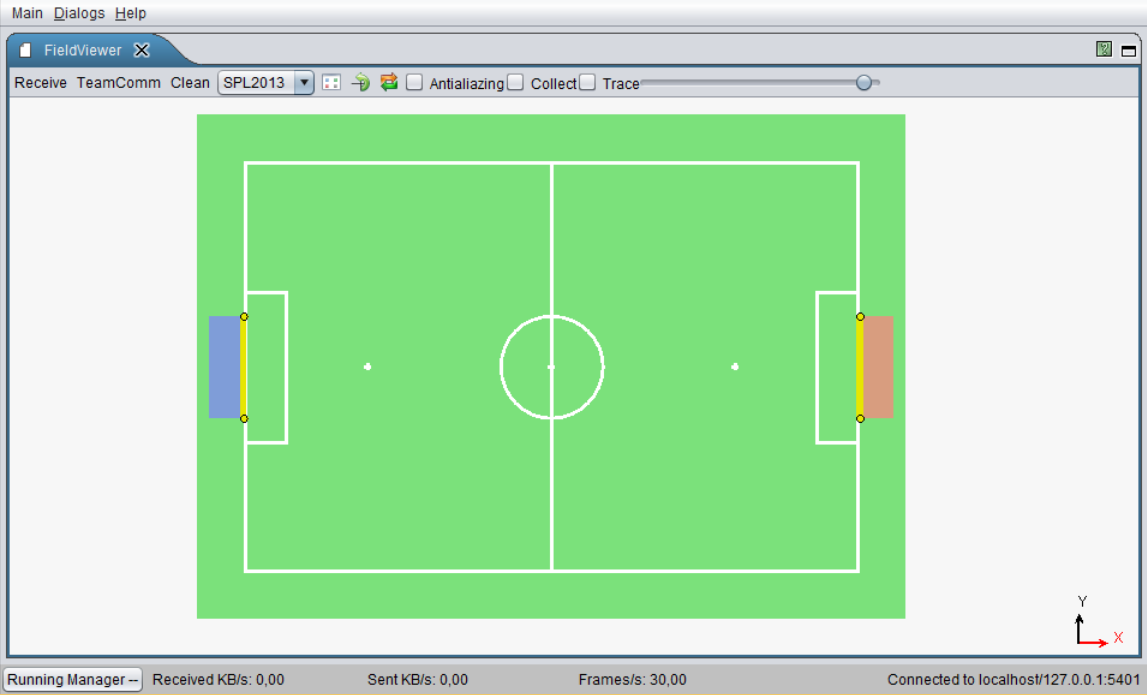 Main Dialogs Help
FieldViewer
Receive TeamComm Clean SPL2013 Antialiazing Collect Trace
Y
X
Running Manager -- Received KB/s: 0,00 Sent KB/s: 0,00 Frames/s: 30,00 Connected to localhost/127.0.0.1:5401